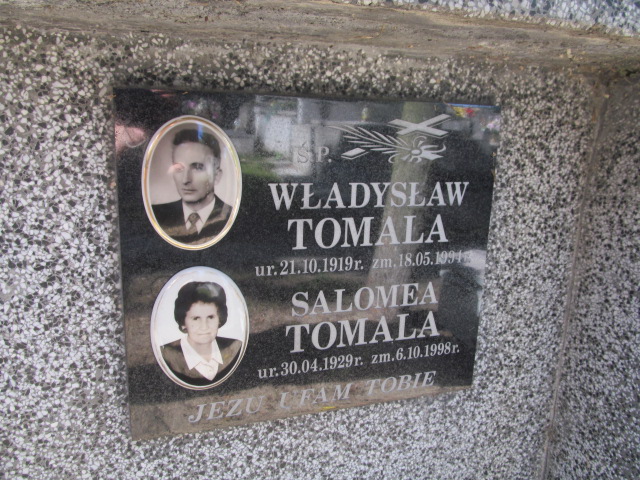 Ś.P.
WŁADYSŁAW
TOMALA
ur. 21.10.1919r. zm. 18.05.1994r.
SALOMEA
TOMALA
ur. 30.04.1929r. zm. 6.10.1998r.
JEZU UFAM TOBIE